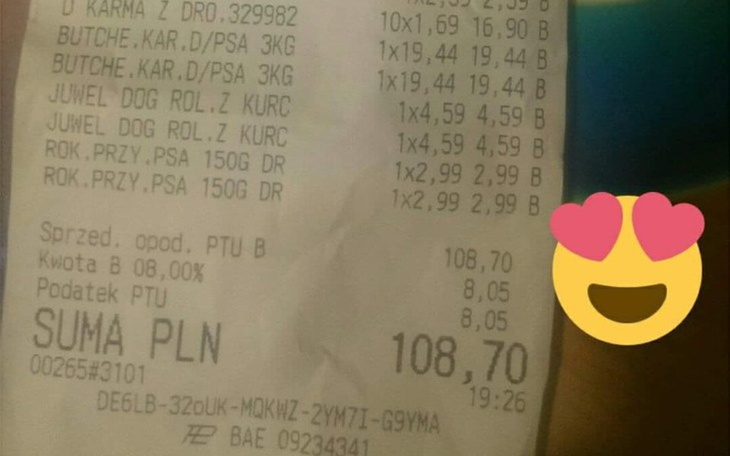 D KARMA Z DRO.329982 10x1,69 16,90 B
BUTCHE.KAR.D/PSA 3KG 1x19,44 19,44 B
BUTCHE.KAR.D/PSA 3KG 1x19,44 19,44 B
JUWEL DOG ROL.Z KURC 1x4,59 4,59 B
JUWEL DOG ROL.Z KURC 1x4,59 4,59 B
ROK.PRZY.PSA 150G DR 1x2,99 2,99 B
ROK.PRZY.PSA 150G DR 1x2,99 2,99 B
Sprzed. opod. PTU B 108,70
Kwota B 08,00% 8,05
Podatek PTU 8,05
SUMA PLN 108,70
00265#3101 19:26
DE6LB-32oUK-MQKWZ-2YM7I-G9YMA
BAE 09234341